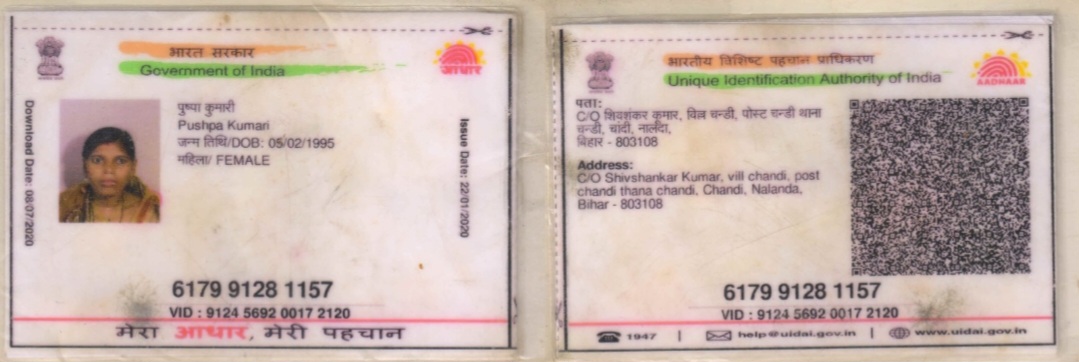 भारत सरकार
Government of India
आधार
Download Date: 08/07/2020
पुष्पा कुमारी
Pushpa Kumari
जन्म तिथि/DOB: 05/02/1995
महिला/ FEMALE
Issue Date: 22/01/2020
6179 9128 1157
VID : 9124 5692 0017 2120
मेरा आधार, मेरी पहचान
भारतीय विशिष्ट पहचान प्राधिकरण
Unique Identification Authority of India
AADHAAR
पता:
C/O शिवशंकर कुमार, विल चन्डी, पोस्ट चन्डी थाना
चन्डी, चंदी, नालंदा,
बिहार - 803108
Address:
C/O Shivshankar Kumar, vill chandi, post
chandi thana chandi, Chandi, Nalanda,
Bihar - 803108
6179 9128 1157
VID : 9124 5692 0017 2120
1947 | help@uidai.gov.in | www.uidai.gov.in